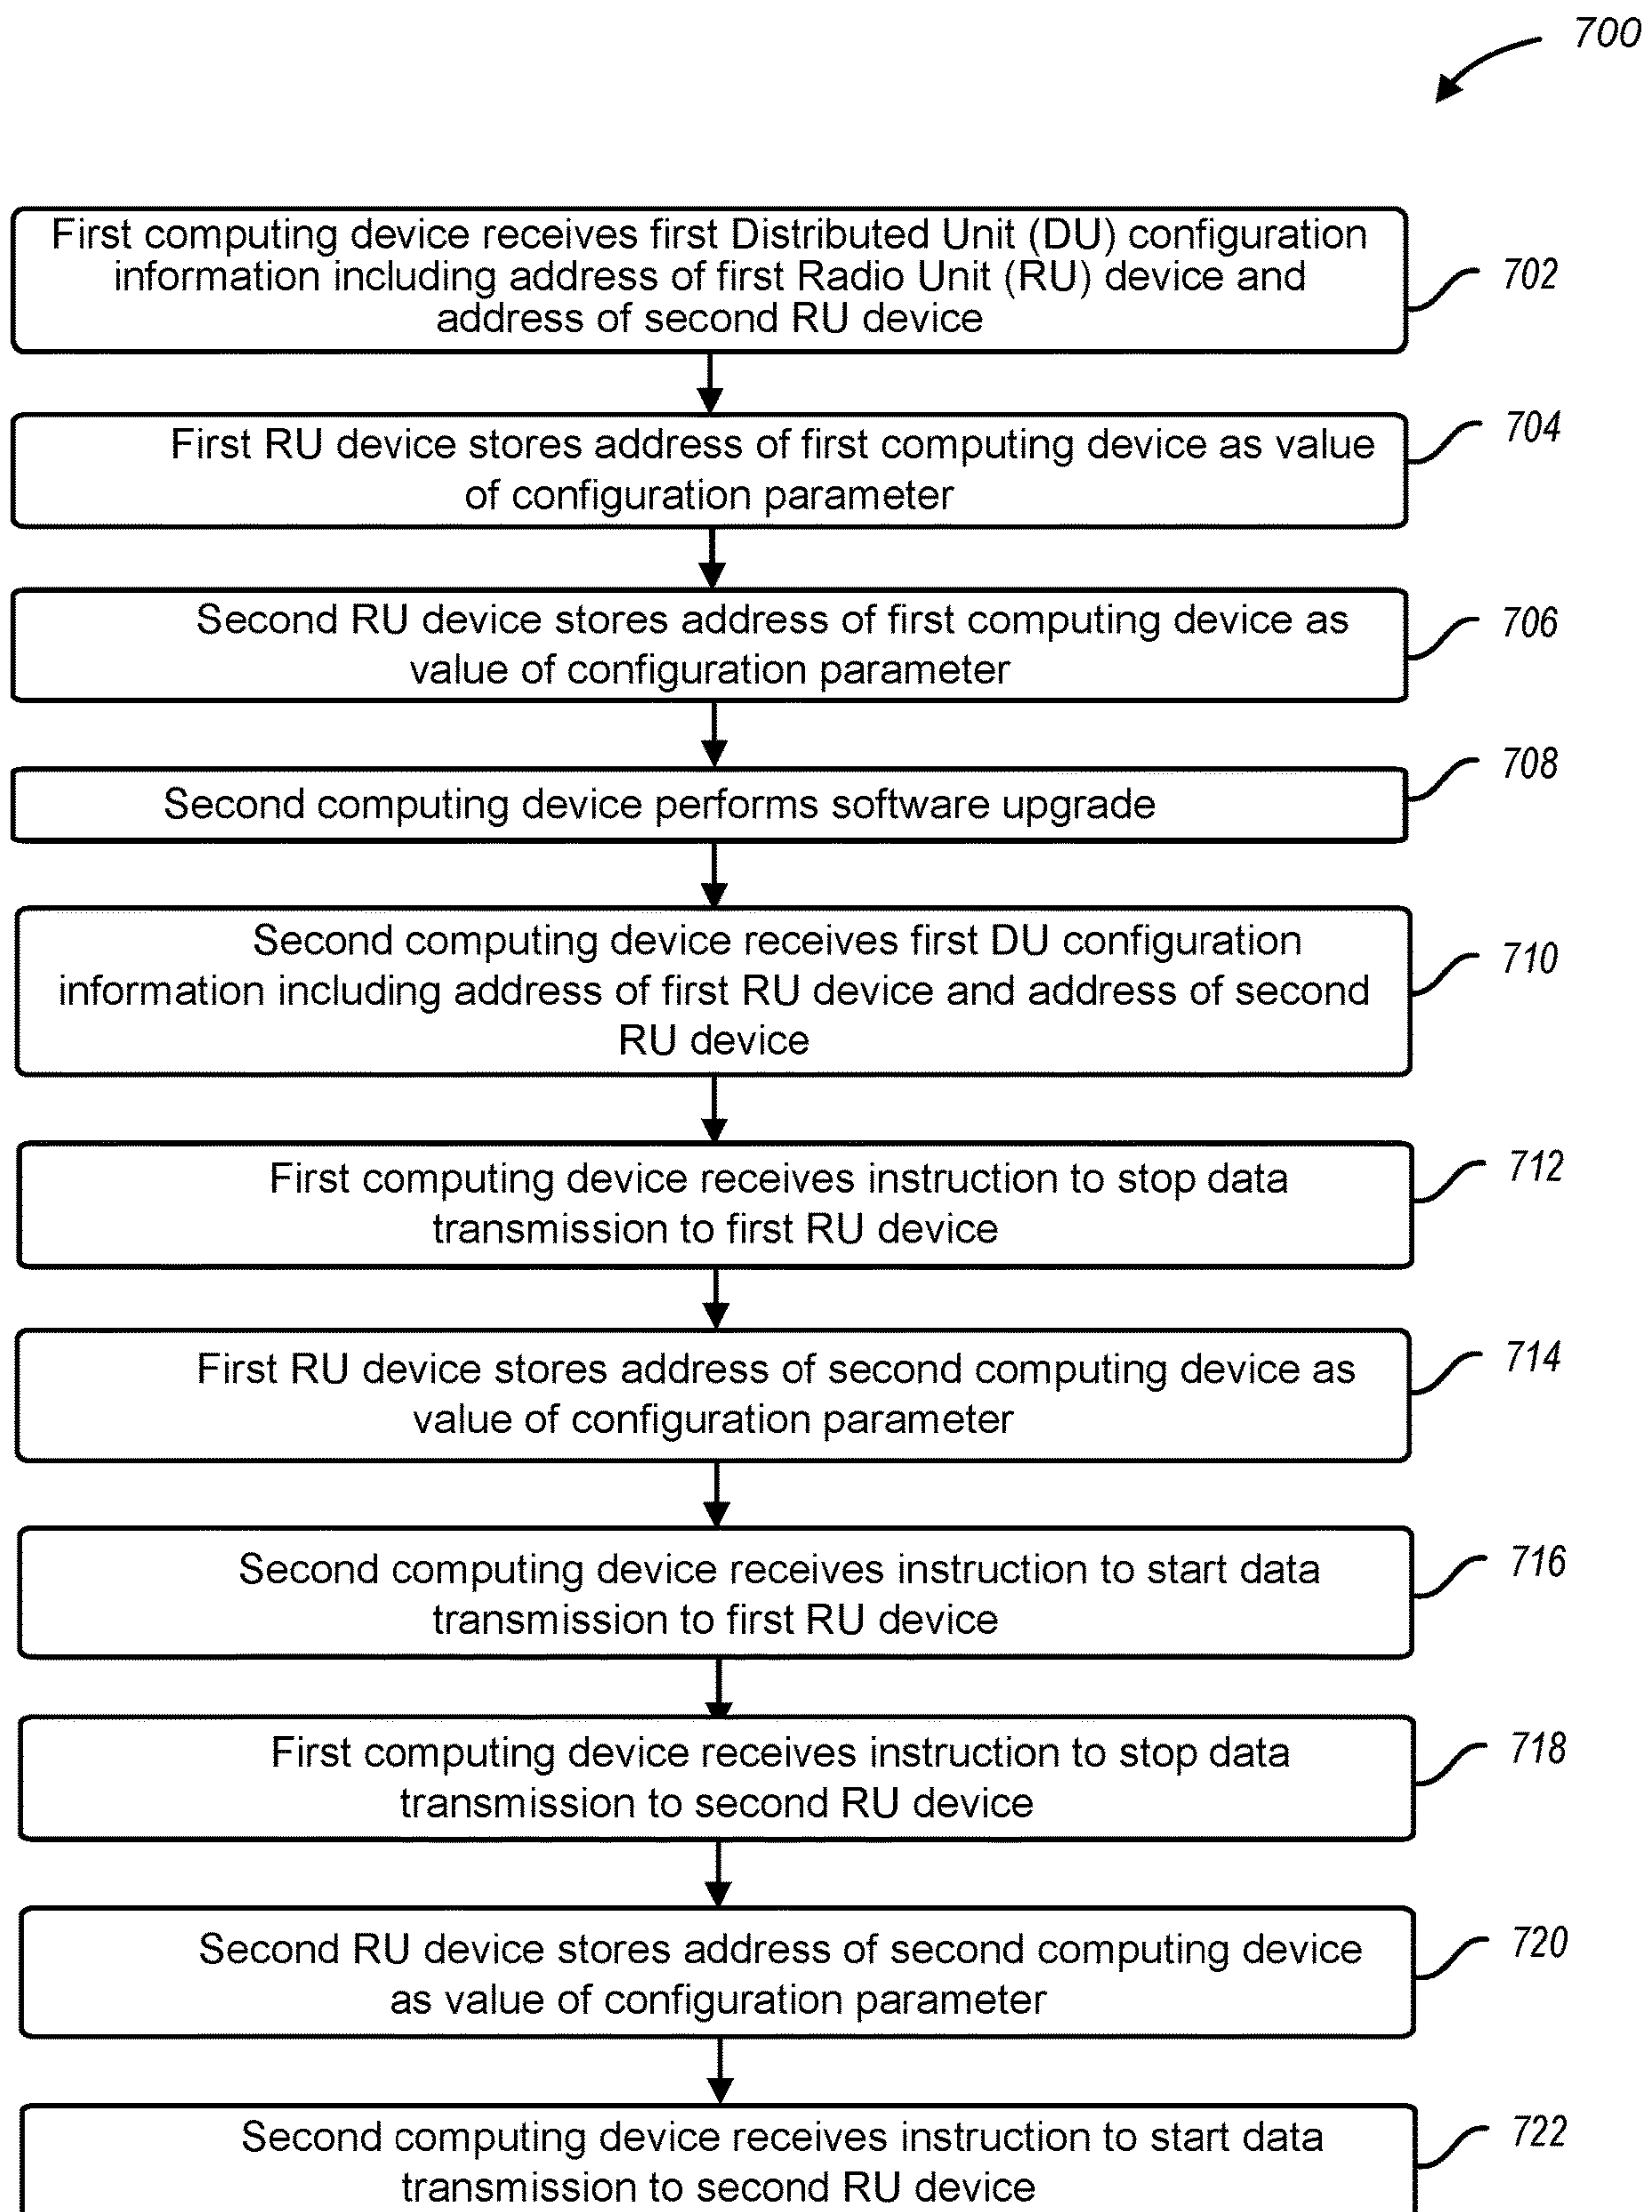 700
First computing device receives first Distributed Unit (DU) configuration
information including address of first Radio Unit (RU) device and
address of second RU device
702
First RU device stores address of first computing device as value
of configuration parameter
704
Second RU device stores address of first computing device as
value of configuration parameter
706
Second computing device performs software upgrade
708
Second computing device receives first DU configuration
information including address of first RU device and address of second
RU device
710
First computing device receives instruction to stop data
transmission to first RU device
712
First RU device stores address of second computing device as
value of configuration parameter
714
Second computing device receives instruction to start data
transmission to first RU device
716
First computing device receives instruction to stop data
transmission to second RU device
718
Second RU device stores address of second computing device
as value of configuration parameter
720
Second computing device receives instruction to start data
transmission to second RU device
722